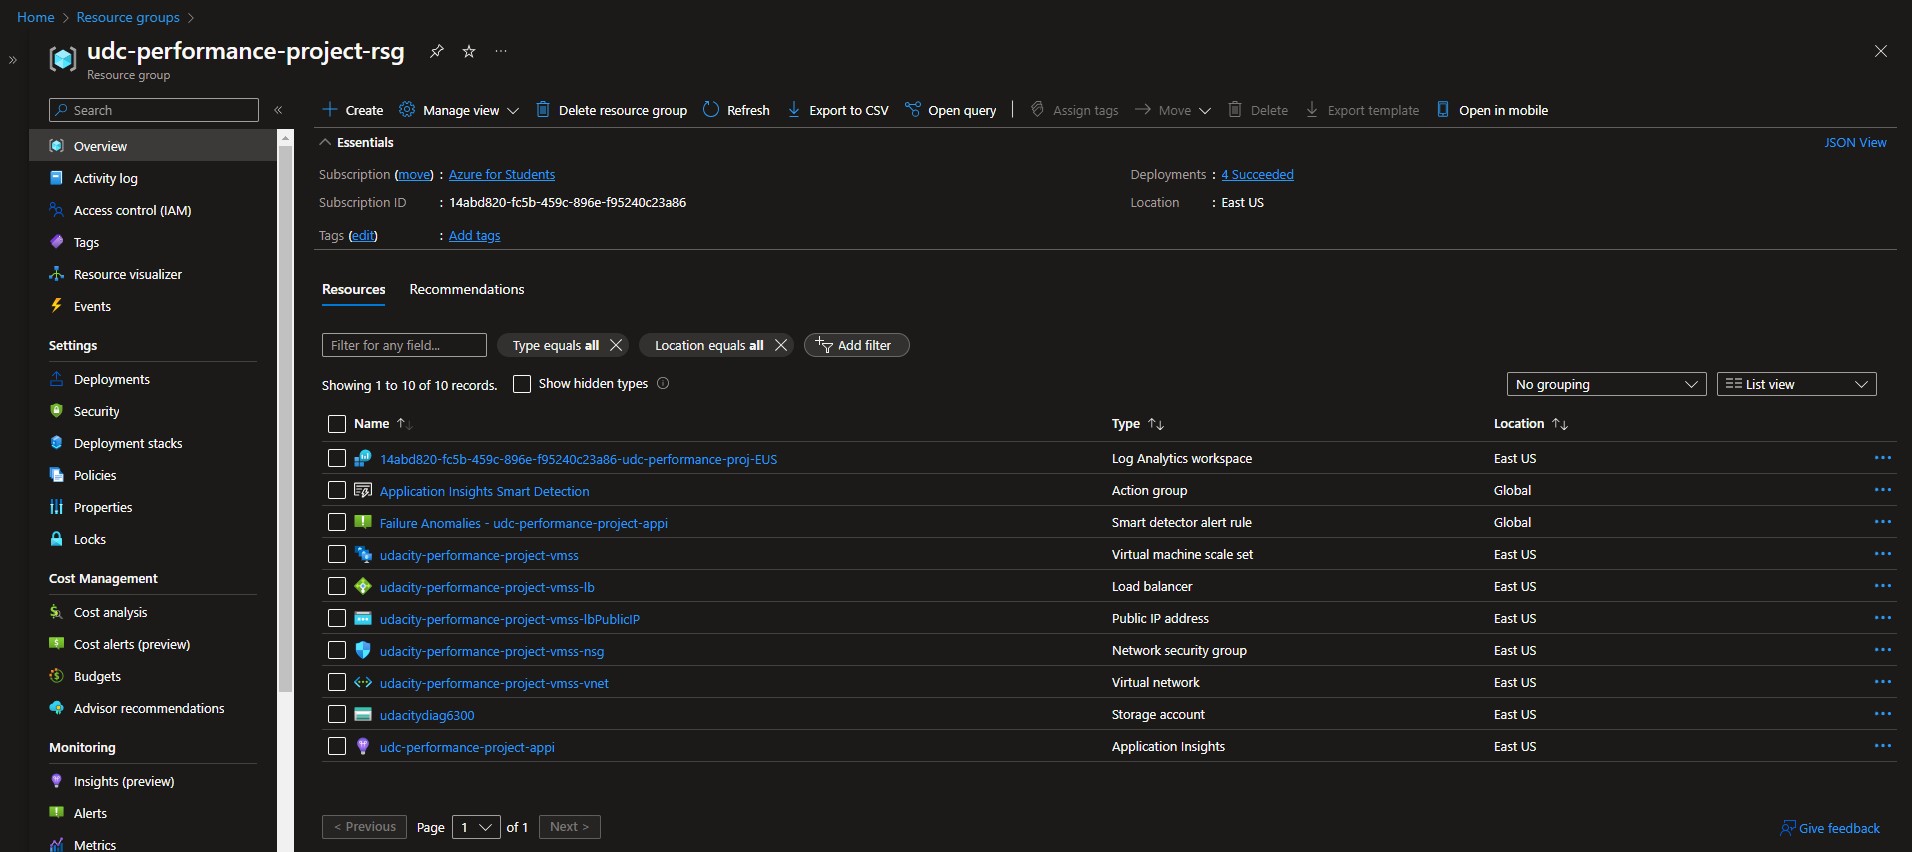 Home > Resource groups >
udc-performance-project-rsg
Resource group
Search
Overview
Activity log
Access control (IAM)
Tags
Resource visualizer
Events
Settings
Deployments
Security
Deployment stacks
Policies
Properties
Locks
Cost Management
Cost analysis
Cost alerts (preview)
Budgets
Advisor recommendations
Monitoring
Insights (preview)
Alerts
Metrics
Create Manage view Delete resource group Refresh Export to CSV Open query Assign tags Move Delete Export template Open in mobile
Essentials JSON View
Subscription (move) : Azure for Students Deployments : 4 Succeeded
Subscription ID : 14abd820-fc5b-459c-896e-f95240c23a86 Location : East US
Tags (edit) : Add tags
Resources Recommendations
Filter for any field... Type equals all Location equals all Add filter
Showing 1 to 10 of 10 records. Show hidden types No grouping List view
Name Type Location
14abd820-fc5b-459c-896e-f95240c23a86-udc-performance-proj-EUS Log Analytics workspace East US
Application Insights Smart Detection Action group Global
Failure Anomalies - udc-performance-project-appi Smart detector alert rule Global
udacity-performance-project-vmss Virtual machine scale set East US
udacity-performance-project-vmss-lb Load balancer East US
udacity-performance-project-vmss-lbPublicIP Public IP address East US
udacity-performance-project-vmss-nsg Network security group East US
udacity-performance-project-vmss-vnet Virtual network East US
udacitydiag6300 Storage account East US
udc-performance-project-appi Application Insights East US
< Previous Page 1 of 1 Next > Give feedback